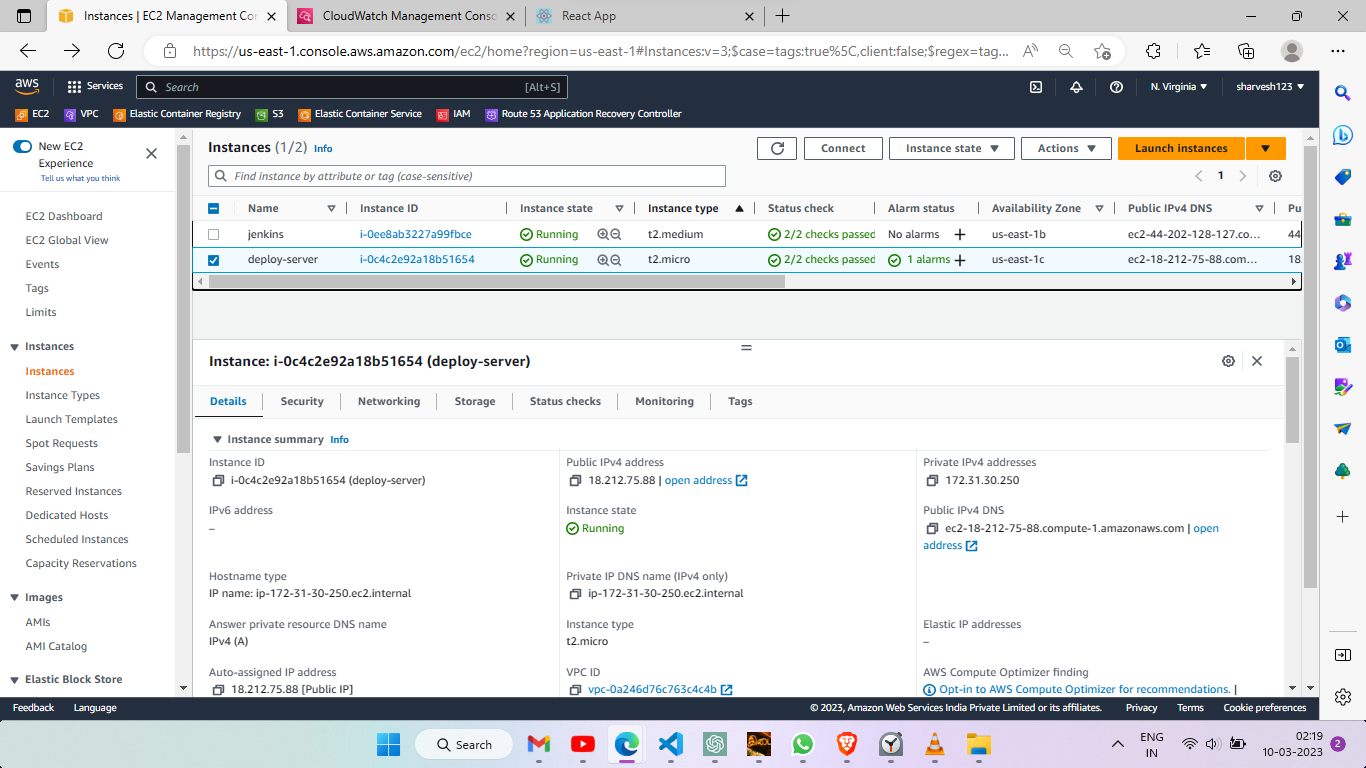 Instances | EC2 Management Con
CloudWatch Management Conso
React App
https://us-east-1.console.aws.amazon.com/ec2/home?region=us-east-1#Instances:v=3;$case=tags:true%5C,client:false;$regex=tag...
aws
Services
Search
[Alt+S]
N. Virginia
sharvesh123
EC2
VPC
Elastic Container Registry
S3
Elastic Container Service
IAM
Route 53 Application Recovery Controller
New EC2
Experience
Tell us what you think
EC2 Dashboard
EC2 Global View
Events
Tags
Limits
Instances
Instances
Instance Types
Launch Templates
Spot Requests
Savings Plans
Reserved Instances
Dedicated Hosts
Scheduled Instances
Capacity Reservations
Images
AMIs
AMI Catalog
Elastic Block Store
Instances (1/2) Info
Connect
Instance state
Actions
Launch instances
Find instance by attribute or tag (case-sensitive)
1
Name Instance ID Instance state Instance type Status check Alarm status Availability Zone Public IPv4 DNS Pu
jenkins i-0ee8ab3227a99fbce Running t2.medium 2/2 checks passed No alarms + us-east-1b ec2-44-202-128-127.co... 44
deploy-server i-0c4c2e92a18b51654 Running t2.micro 2/2 checks passed 1 alarms + us-east-1c ec2-18-212-75-88.com... 18
Instance: i-0c4c2e92a18b51654 (deploy-server)
Details Security Networking Storage Status checks Monitoring Tags
Instance summary Info
Instance ID
i-0c4c2e92a18b51654 (deploy-server)
Public IPv4 address
18.212.75.88 | open address
Private IPv4 addresses
172.31.30.250
IPv6 address
–
Instance state
Running
Public IPv4 DNS
ec2-18-212-75-88.compute-1.amazonaws.com | open
address
Hostname type
IP name: ip-172-31-30-250.ec2.internal
Private IP DNS name (IPv4 only)
ip-172-31-30-250.ec2.internal
Answer private resource DNS name
IPv4 (A)
Instance type
t2.micro
Elastic IP addresses
–
Auto-assigned IP address
18.212.75.88 [Public IP]
VPC ID
vpc-0a246d76c763c4c4b
AWS Compute Optimizer finding
Opt-in to AWS Compute Optimizer for recommendations. |
Feedback
Language
© 2023, Amazon Web Services India Private Limited or its affiliates.
Privacy
Terms
Cookie preferences
Search
ENG
IN
02:19
10-03-2023
2